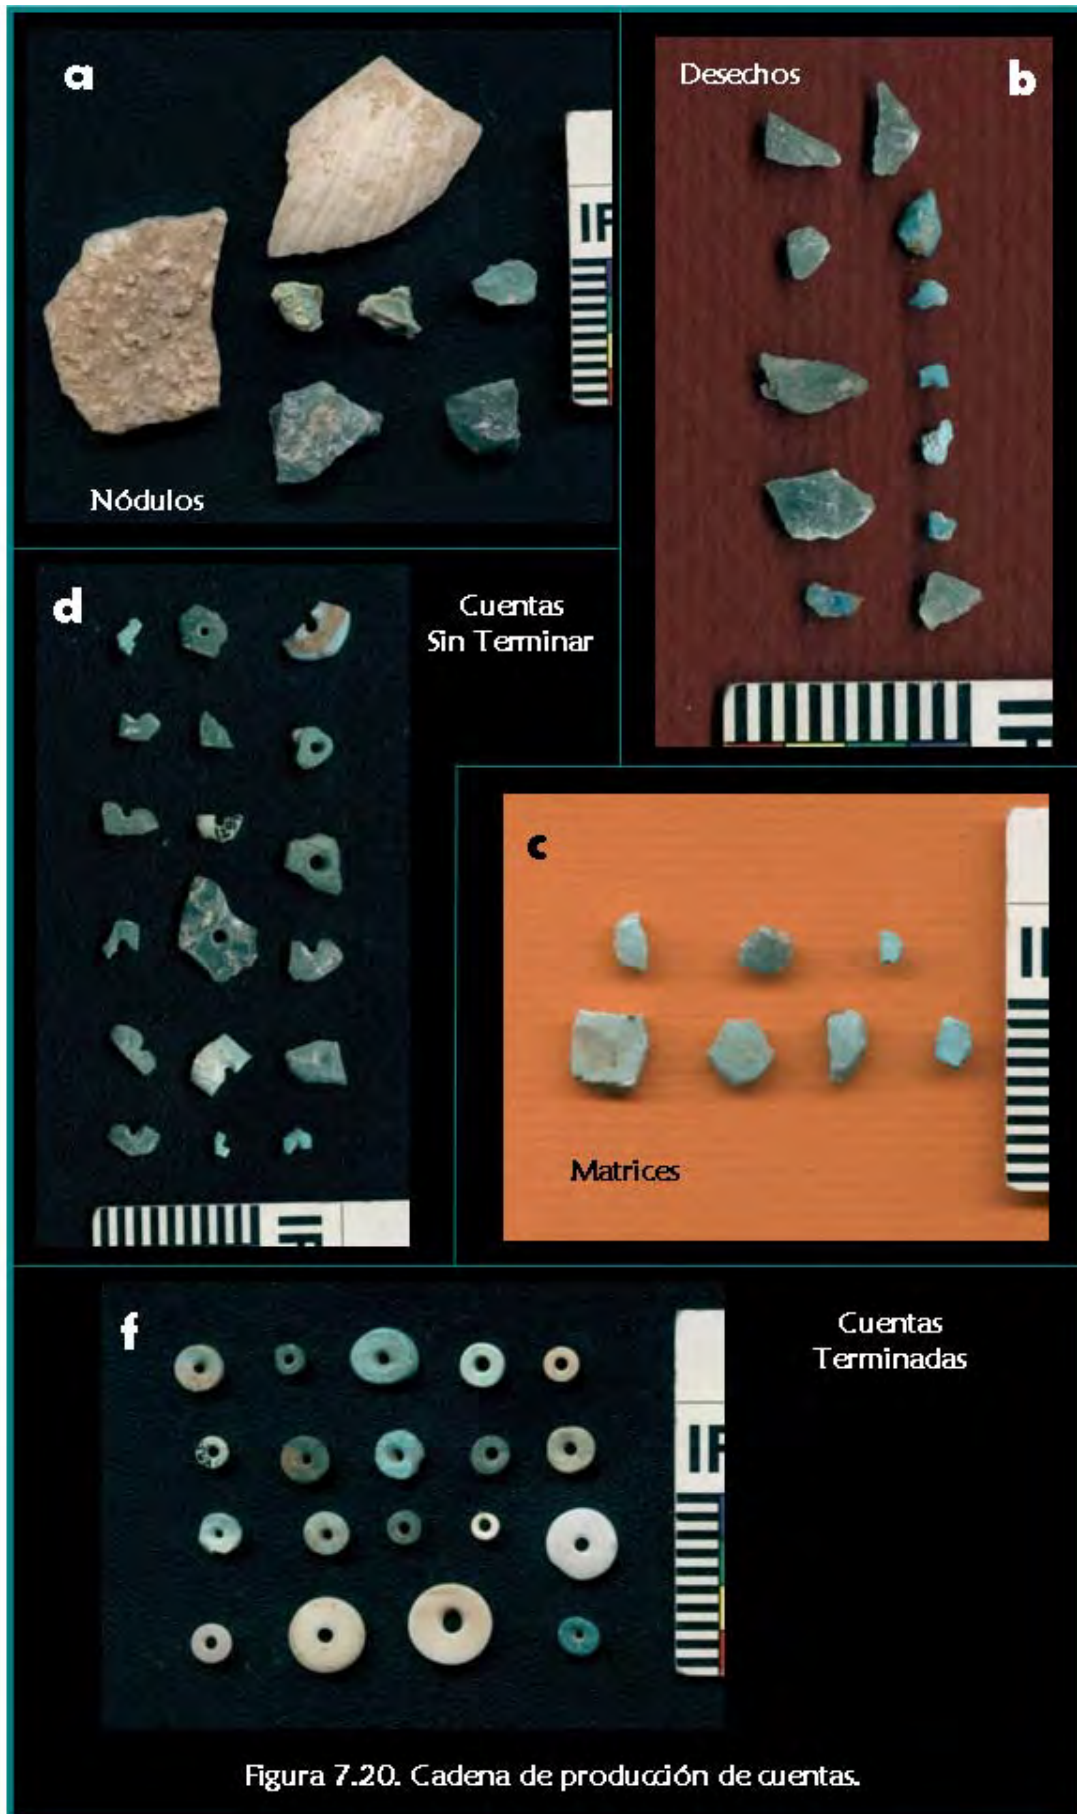 a
Nódulos
Desechos
b
d
Cuentas
Sin Terminar
c
Matrices
f
Cuentas
Terminadas
Figura 7.20. Cadena de producción de cuentas.